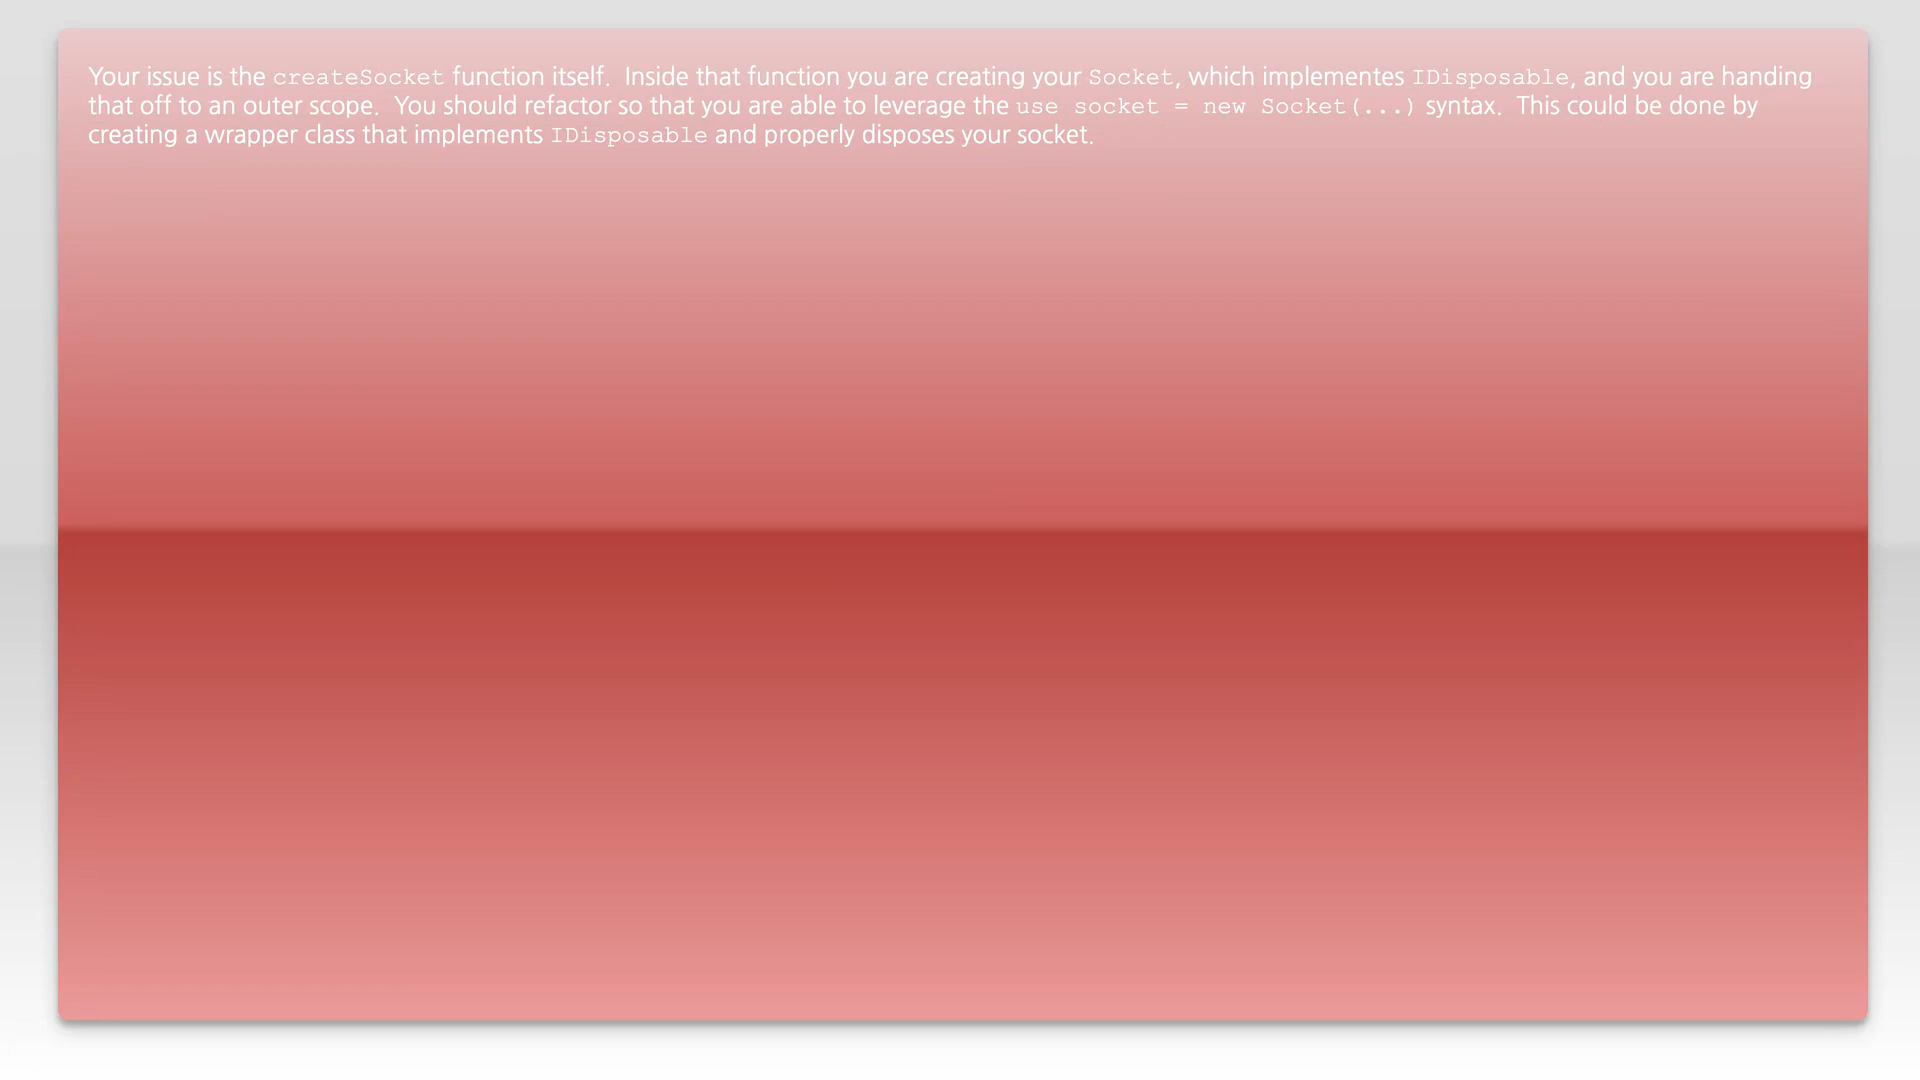 Your issue is the createSocket function itself.  Inside that function you are creating your Socket, which implementes IDisposable, and you are handing
that off to an outer scope.  You should refactor so that you are able to leverage the use socket = new Socket(...) syntax.  This could be done by
creating a wrapper class that implements IDisposable and properly disposes your socket.